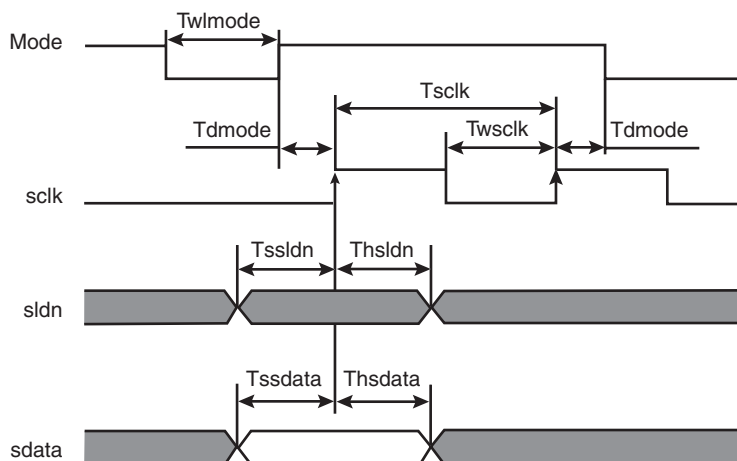 Twlmode
Mode
Tsclk
Tdmode
Twsclk
Tdmode
sclk
Tssldn
Thsldn
sldn
Tssdata
Thsdata
sdata